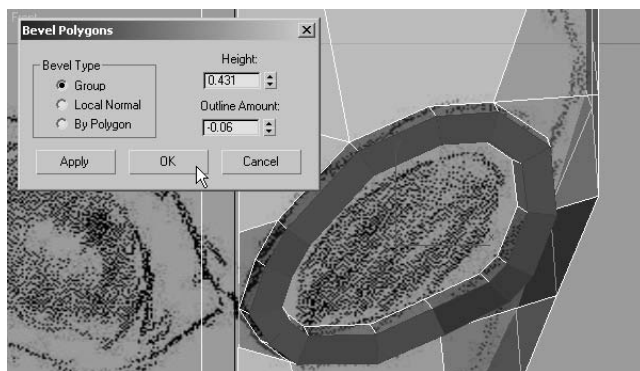 Front
Bevel Polygons
Bevel Type
Group
Local Normal
By Polygon
Height:
0.431
Outline Amount:
-0.06
Apply
OK
Cancel